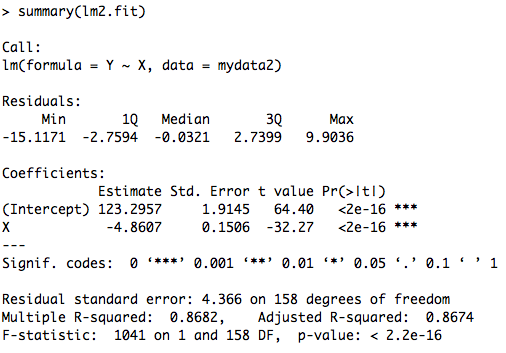 > summary(lm2.fit)
Call:
lm(formula = Y ~ X, data = mydata2)
Residuals:
Min 1Q Median 3Q Max
-15.1171 -2.7594 -0.0321 2.7399 9.9036
Coefficients:
Estimate Std. Error t value Pr(>|t|)
(Intercept) 123.2957 1.9145 64.40 <2e-16 ***
X -4.8607 0.1506 -32.27 <2e-16 ***
---
Signif. codes: 0 ‘***’ 0.001 ‘**’ 0.01 ‘*’ 0.05 ‘.’ 0.1 ‘ ’ 1
Residual standard error: 4.366 on 158 degrees of freedom
Multiple R-squared: 0.8682, Adjusted R-squared: 0.8674
F-statistic: 1041 on 1 and 158 DF, p-value: < 2.2e-16